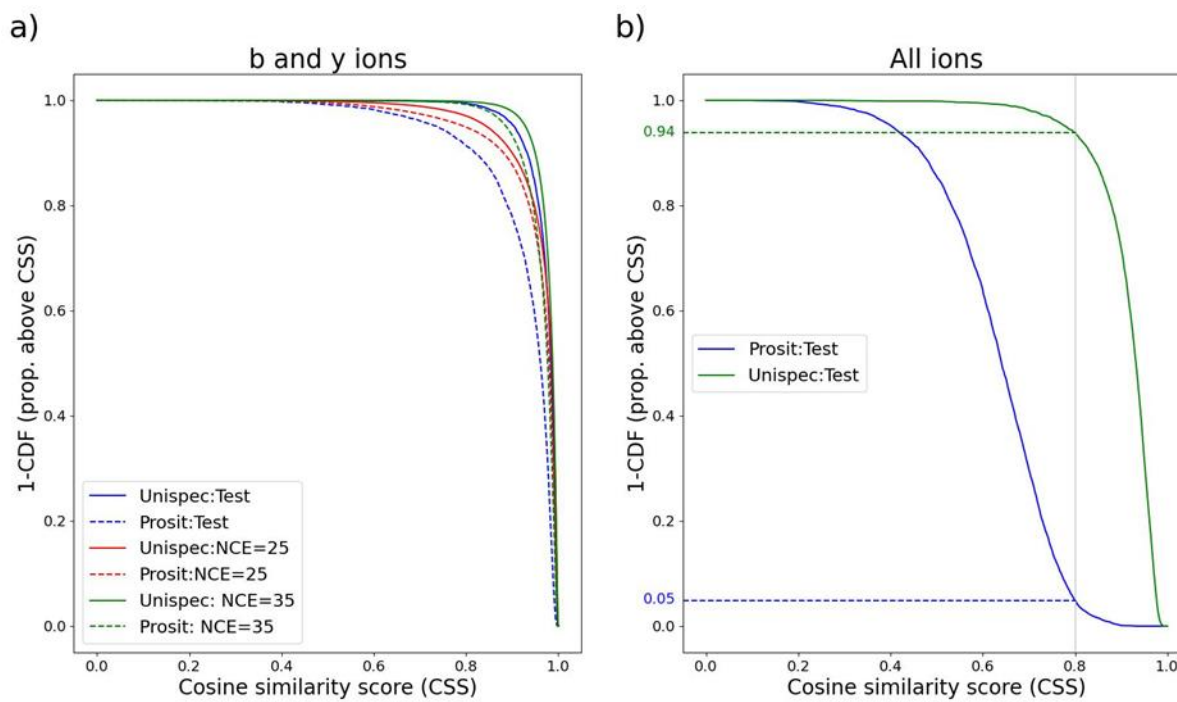 a)
b and y ions
1-CDF (prop. above CSS)
1.0
0.8
0.6
0.4
0.2
0.0
Unispec:Test
Prosit:Test
Unispec:NCE=25
Prosit:NCE=25
Unispec: NCE=35
Prosit: NCE=35
0.0 0.2 0.4 0.6 0.8 1.0
Cosine similarity score (CSS)
b)
All ions
1-CDF (prop. above CSS)
1.0
0.94
0.8
0.6
0.4
0.2
0.05
0.0
Prosit:Test
Unispec:Test
0.0 0.2 0.4 0.6 0.8 1.0
Cosine similarity score (CSS)